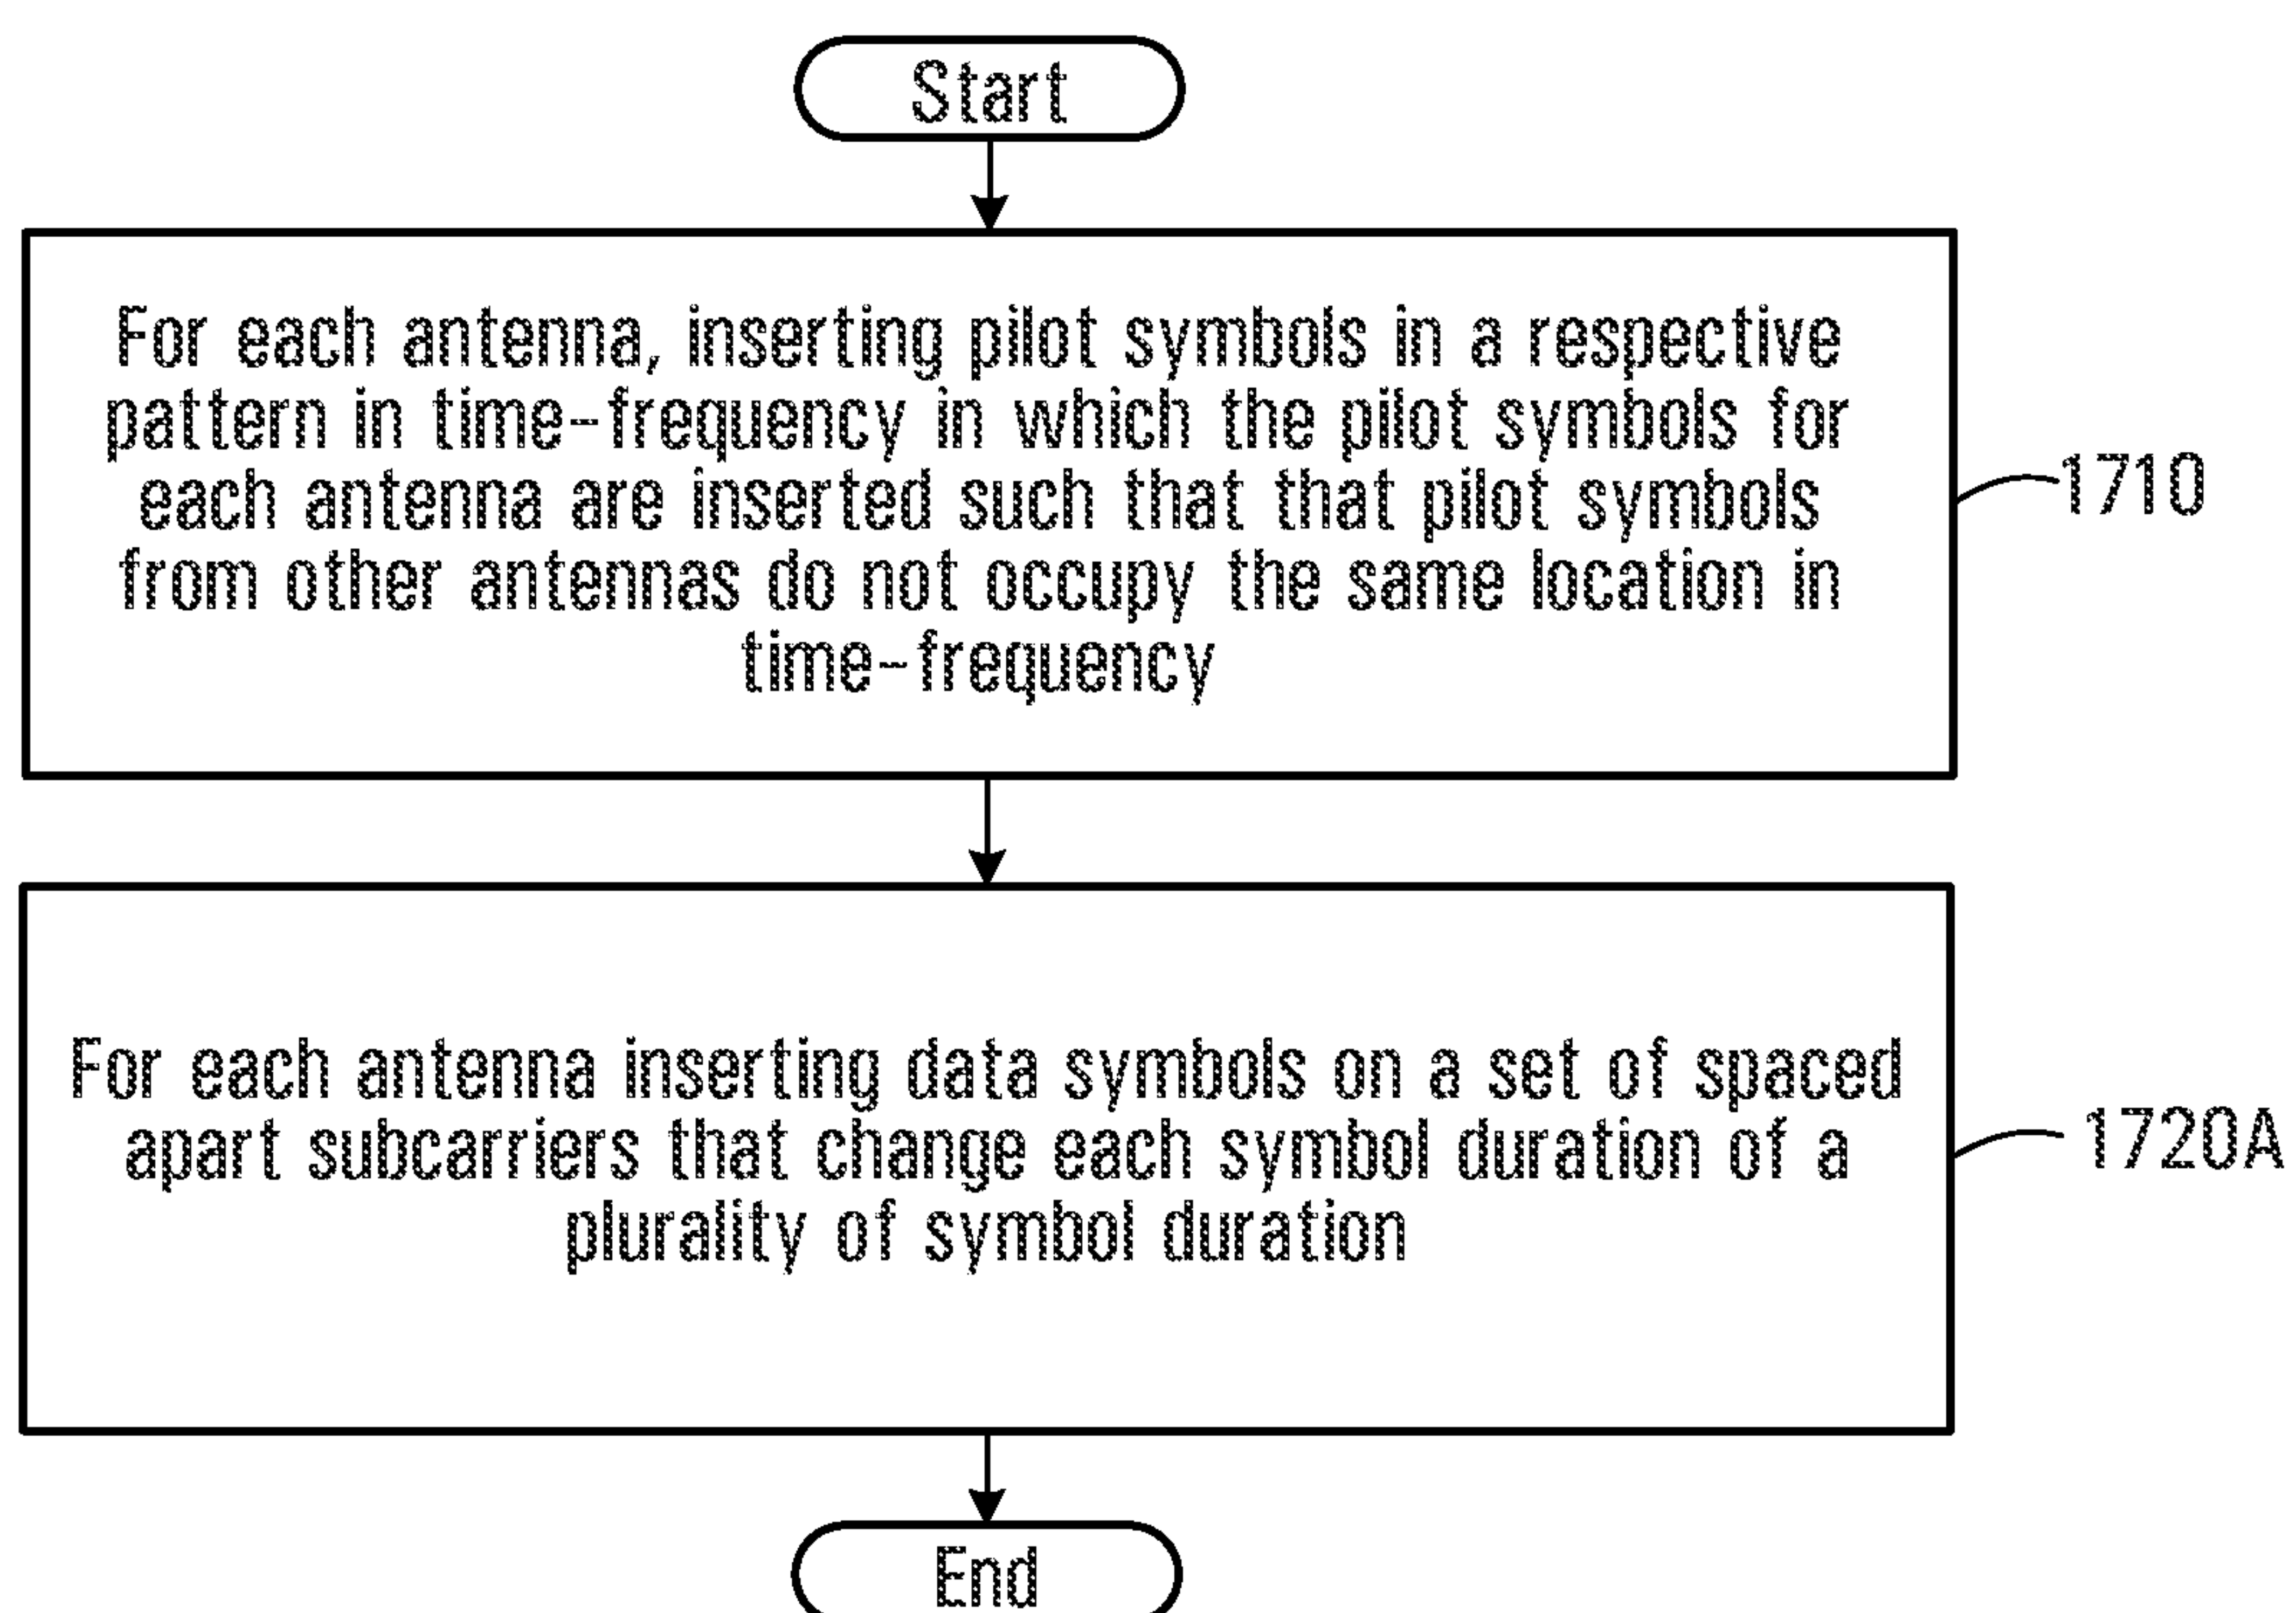 Start
For each antenna, inserting pilot symbols in a respective
pattern in time-frequency in which the pilot symbols for
each antenna are inserted such that that pilot symbols
from other antennas do not occupy the same location in
time-frequency
1710
For each antenna inserting data symbols on a set of spaced
apart subcarriers that change each symbol duration of a
plurality of symbol duration
1720A
End